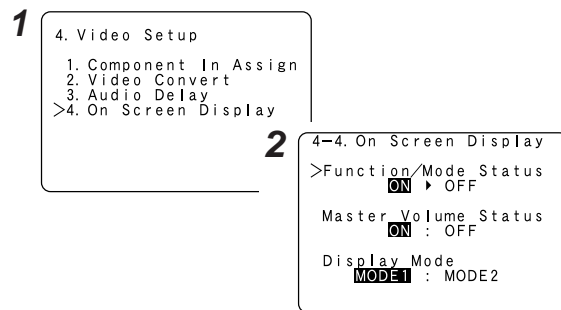 1
4. Video Setup
1. Component In Assign
2. Video Convert
3. Audio Delay
>4. On Screen Display
2
4-4. On Screen Display
>Function/Mode Status
ON ▸ OFF
Master Volume Status
ON : OFF
Display Mode
MODE1 : MODE2